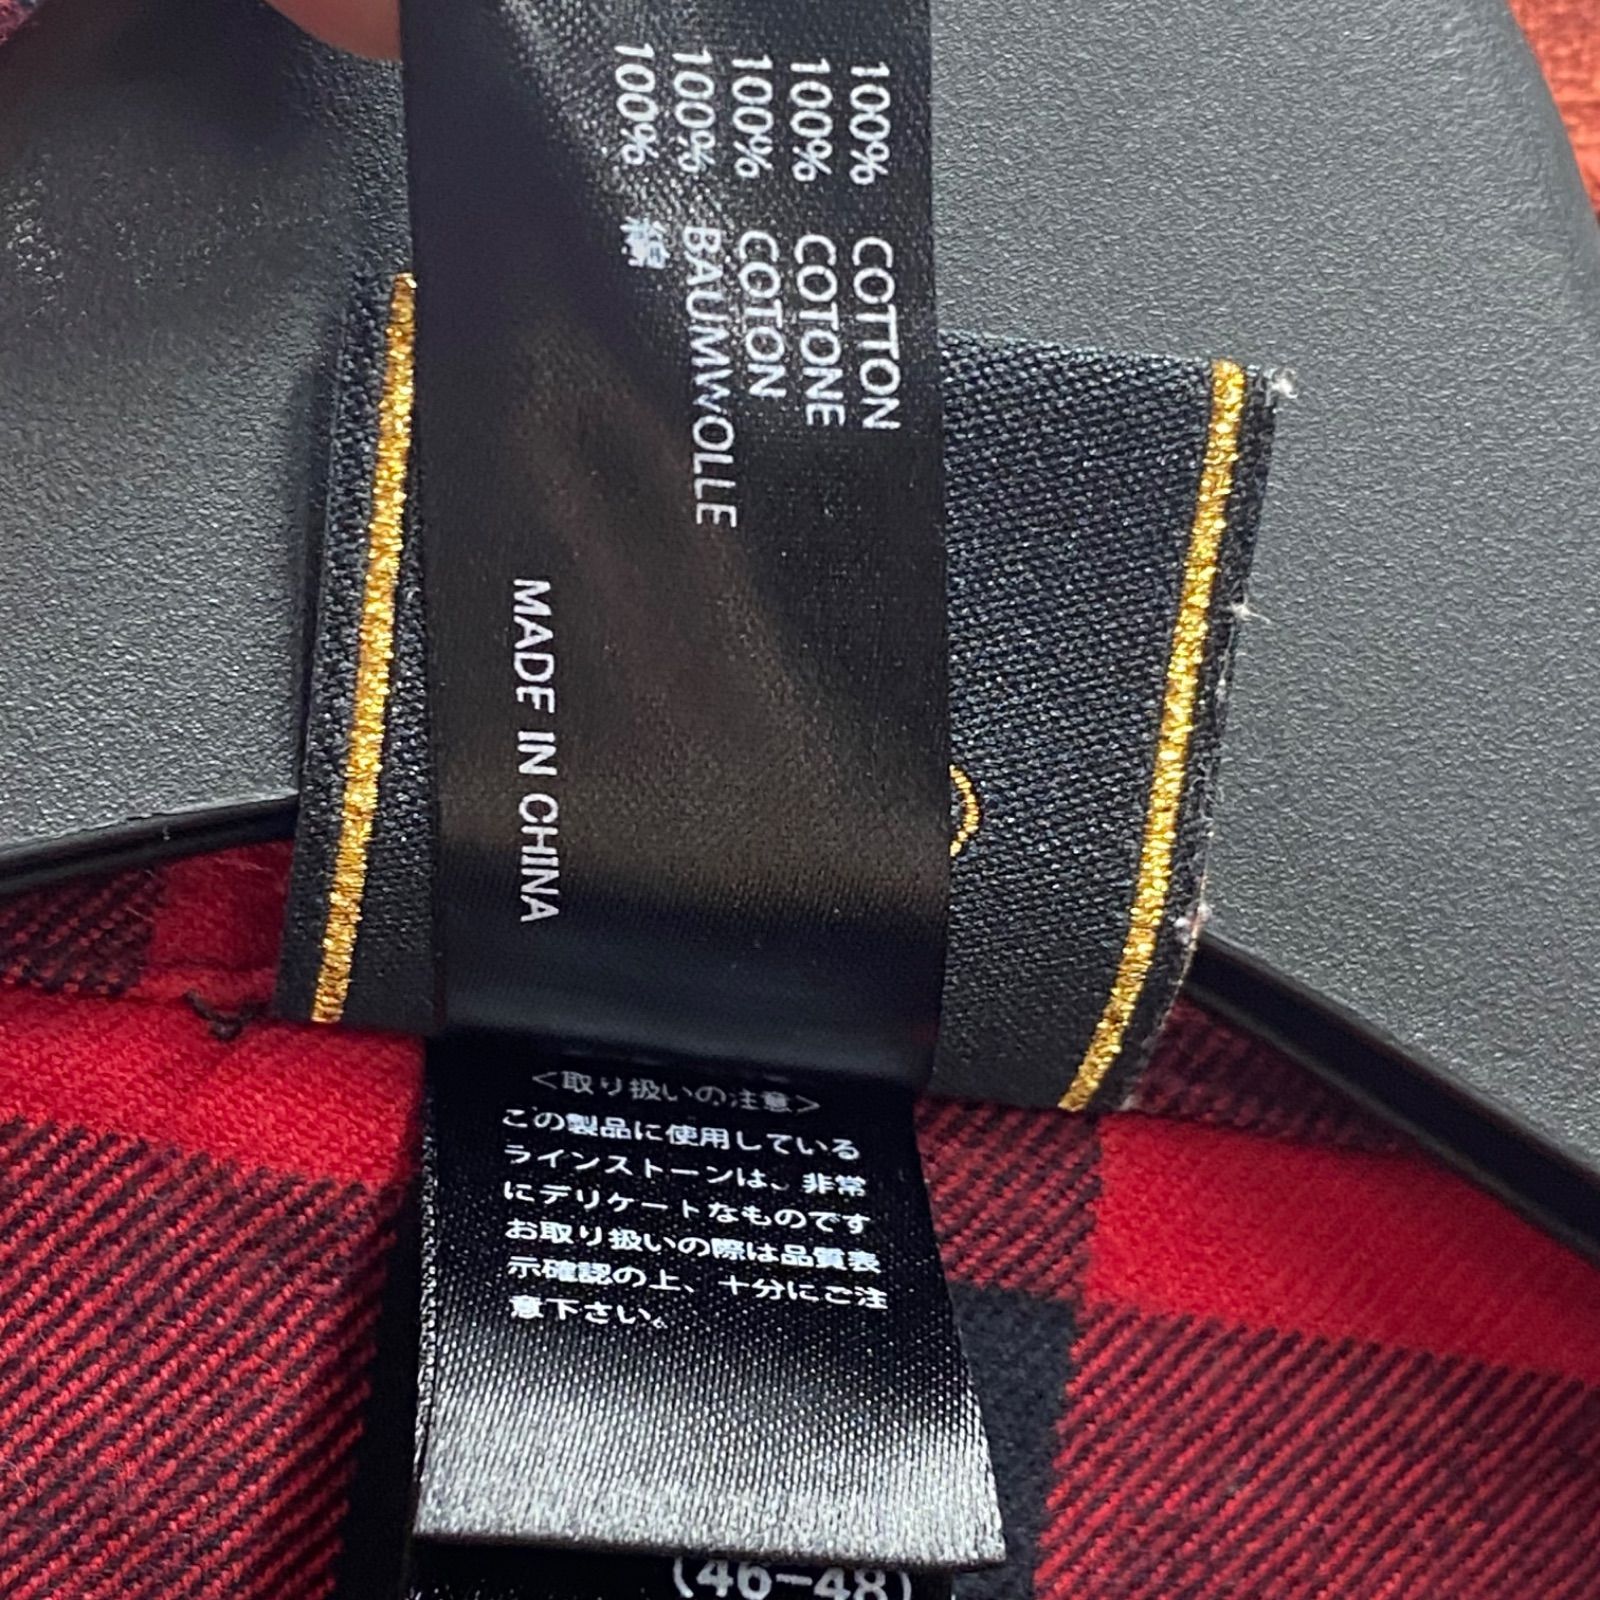 100% COTTON
100% COTONE
100% COTON
100% BAUMWOLLE
100% 綿
MADE IN CHINA
<取り扱いの注意>
この製品に使用している
ラインストーンは、非常
にデリケートなものです
お取り扱いの際は品質表
示確認の上、十分にご注
意下さい。
(46-48)